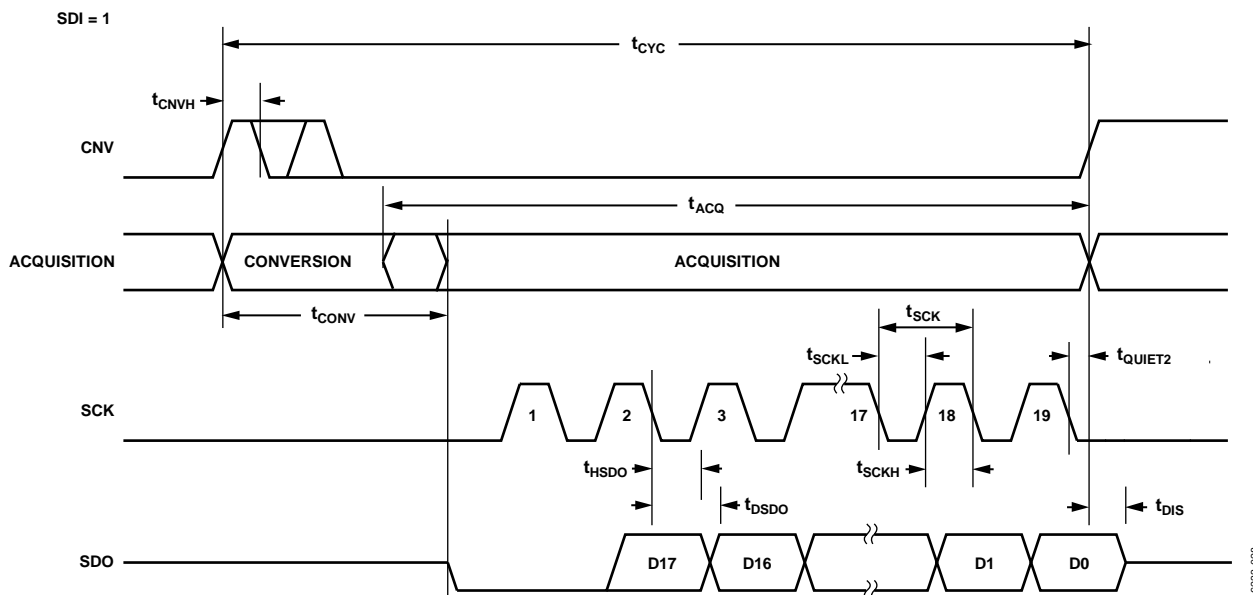 SDI = 1
tCYC
tCNVH
CNV
tACQ
ACQUISITION
CONVERSION
ACQUISITION
tCONV
tSCK
tSCKL
tQUIET2
SCK
1
2
3
17
18
19
tHSDO
tSCKH
tDSDO
tDIS
SDO
D17
D16
D1
D0